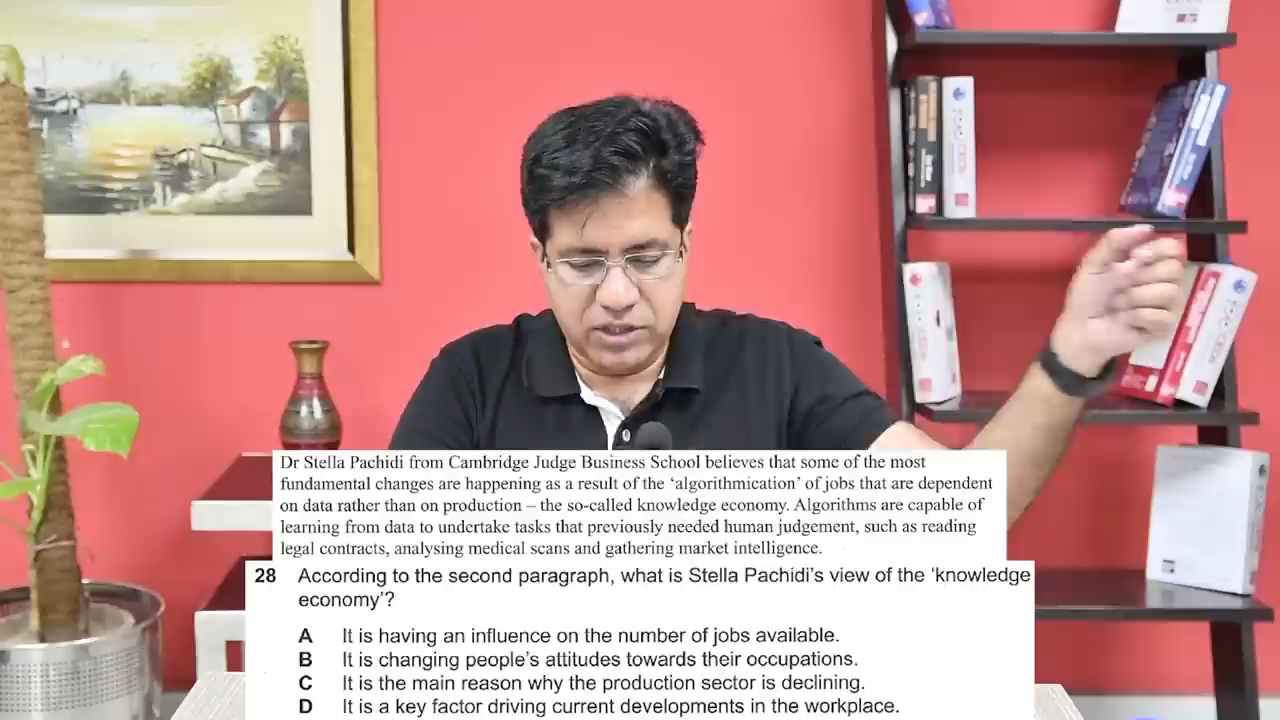 Dr Stella Pachidi from Cambridge Judge Business School believes that some of the most
fundamental changes are happening as a result of the ‘algorithmication’ of jobs that are dependent
on data rather than on production – the so-called knowledge economy. Algorithms are capable of
learning from data to undertake tasks that previously needed human judgement, such as reading
legal contracts, analysing medical scans and gathering market intelligence.
28 According to the second paragraph, what is Stella Pachidi’s view of the ‘knowledge
economy’?
A It is having an influence on the number of jobs available.
B It is changing people’s attitudes towards their occupations.
C It is the main reason why the production sector is declining.
D It is a key factor driving current developments in the workplace.